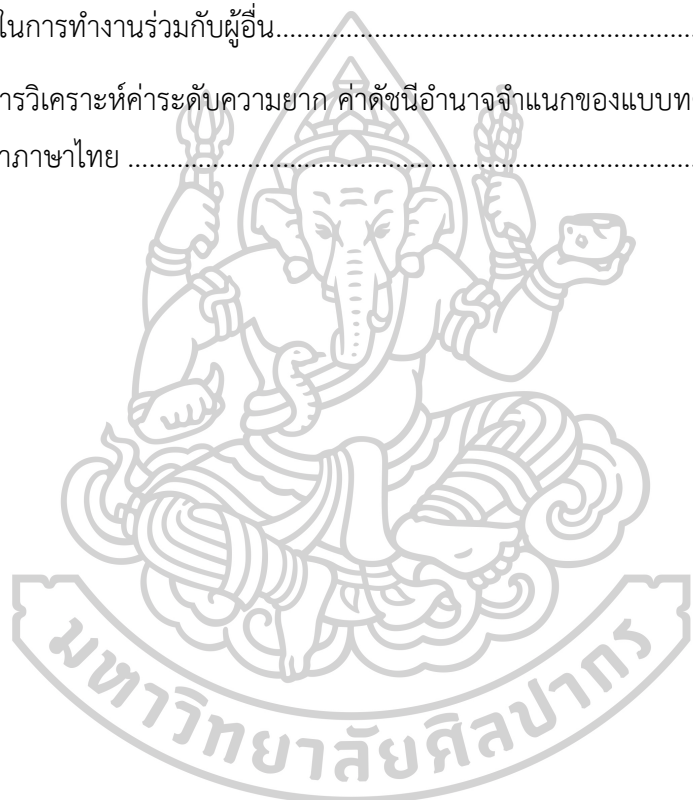 ในการทำงานร่วมกับผู้อื่น
ารวิเคราะห์ค่าระดับความยาก ค่าดัชนีอำนาจจำแนกของแบบท
าภาษาไทย
มหาวิทยาลัยศิลปากร